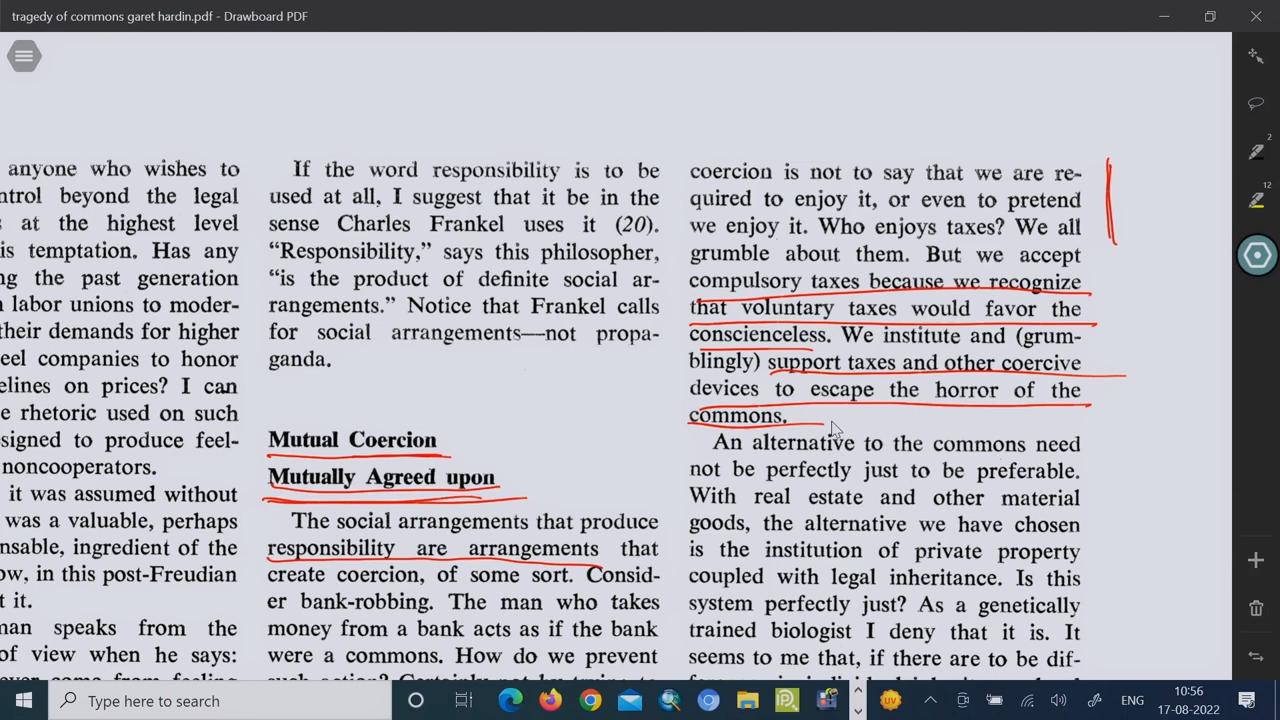 tragedy of commons garet hardin.pdf - Drawboard PDF
2
12
anyone who wishes to
ntrol beyond the legal
s at the highest level
is temptation. Has any
ng the past generation
n labor unions to moder-
their demands for higher
eel companies to honor
elines on prices? I can
e rhetoric used on such
esigned to produce feel-
noncooperators.
it was assumed without
was a valuable, perhaps
nsable, ingredient of the
ow, in this post-Freudian
t it.
man speaks from the
of view when he says:
If the word responsibility is to be
used at all, I suggest that it be in the
sense Charles Frankel uses it (20).
“Responsibility,” says this philosopher,
“is the product of definite social ar-
rangements.” Notice that Frankel calls
for social arrangements—not propa-
ganda.
Mutual Coercion
Mutually Agreed upon
The social arrangements that produce
responsibility are arrangements that
create coercion, of some sort. Consid-
er bank-robbing. The man who takes
money from a bank acts as if the bank
were a commons. How do we prevent
coercion is not to say that we are re-
quired to enjoy it, or even to pretend
we enjoy it. Who enjoys taxes? We all
grumble about them. But we accept
compulsory taxes because we recognize
that voluntary taxes would favor the
conscienceless. We institute and (grum-
blingly) support taxes and other coercive
devices to escape the horror of the
commons.
An alternative to the commons need
not be perfectly just to be preferable.
With real estate and other material
goods, the alternative we have chosen
is the institution of private property
coupled with legal inheritance. Is this
system perfectly just? As a genetically
trained biologist I deny that it is. It
seems to me that, if there are to be dif-
Type here to search
UV
ENG
10:56
17-08-2022